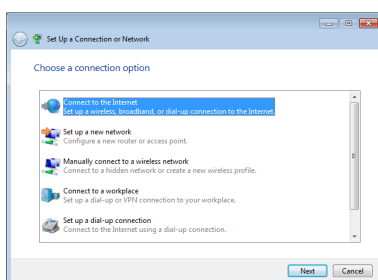 Set Up a Connection or Network
Choose a connection option
Connect to the Internet
Set up a wireless, broadband, or dial-up connection to the Internet.
Set up a new network
Configure a new router or access point.
Manually connect to a wireless network
Connect to a hidden network or create a new wireless profile.
Connect to a workplace
Set up a dial-up or VPN connection to your workplace.
Set up a dial-up connection
Connect to the Internet using a dial-up connection.
Next Cancel